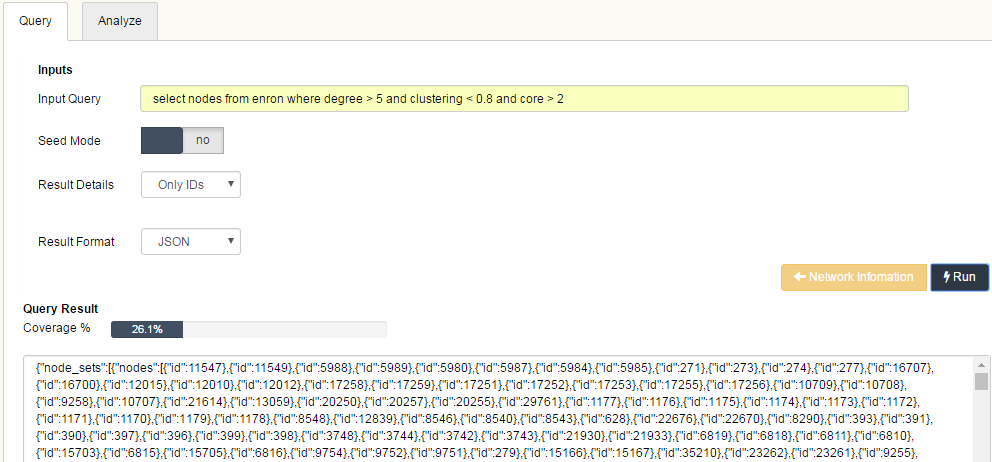 Query Analyze
Inputs
Input Query select nodes from enron where degree > 5 and clustering < 0.8 and core > 2
Seed Mode no
Result Details Only IDs
Result Format JSON
Network Infomation Run
Query Result
Coverage % 26.1%
{"node_sets":[{"nodes":[{"id":11547},{"id":11549},{"id":5988},{"id":5989},{"id":5980},{"id":5987},{"id":5984},{"id":5985},{"id":271},{"id":273},{"id":274},{"id":277},{"id":16707},
{"id":16700},{"id":12015},{"id":12010},{"id":12012},{"id":17258},{"id":17259},{"id":17251},{"id":17252},{"id":17253},{"id":17255},{"id":17256},{"id":10709},{"id":10708},
{"id":9258},{"id":10707},{"id":21614},{"id":13059},{"id":20250},{"id":20257},{"id":20255},{"id":29761},{"id":1177},{"id":1176},{"id":1175},{"id":1174},{"id":1173},{"id":1172},
{"id":1171},{"id":1170},{"id":1179},{"id":1178},{"id":8548},{"id":12839},{"id":8546},{"id":8540},{"id":8543},{"id":628},{"id":22676},{"id":22670},{"id":8290},{"id":393},{"id":391},
{"id":390},{"id":397},{"id":396},{"id":399},{"id":398},{"id":3748},{"id":3744},{"id":3742},{"id":3743},{"id":21930},{"id":21933},{"id":6819},{"id":6818},{"id":6811},{"id":6810},
{"id":15703},{"id":6815},{"id":15705},{"id":6816},{"id":9754},{"id":9752},{"id":9751},{"id":279},{"id":15166},{"id":15167},{"id":35210},{"id":23262},{"id":23261},{"id":9255},